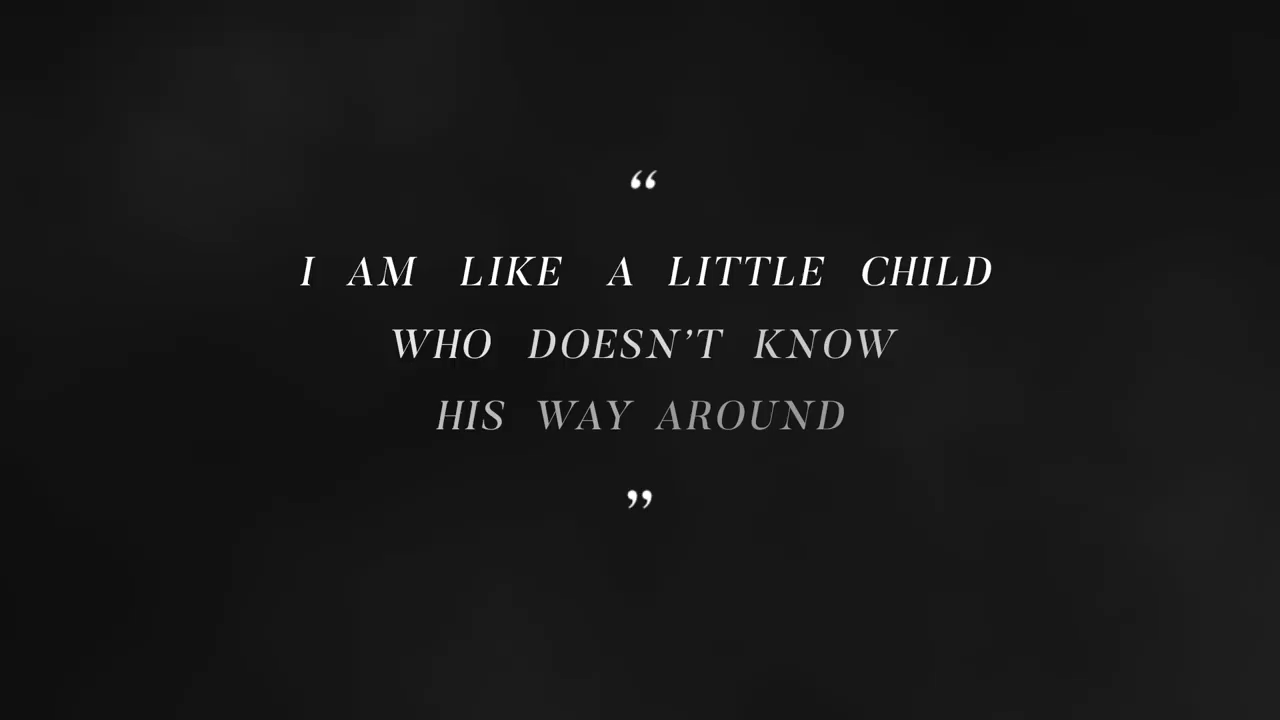 “
I AM LIKE A LITTLE CHILD
WHO DOESN’T KNOW
HIS WAY AROUND
”